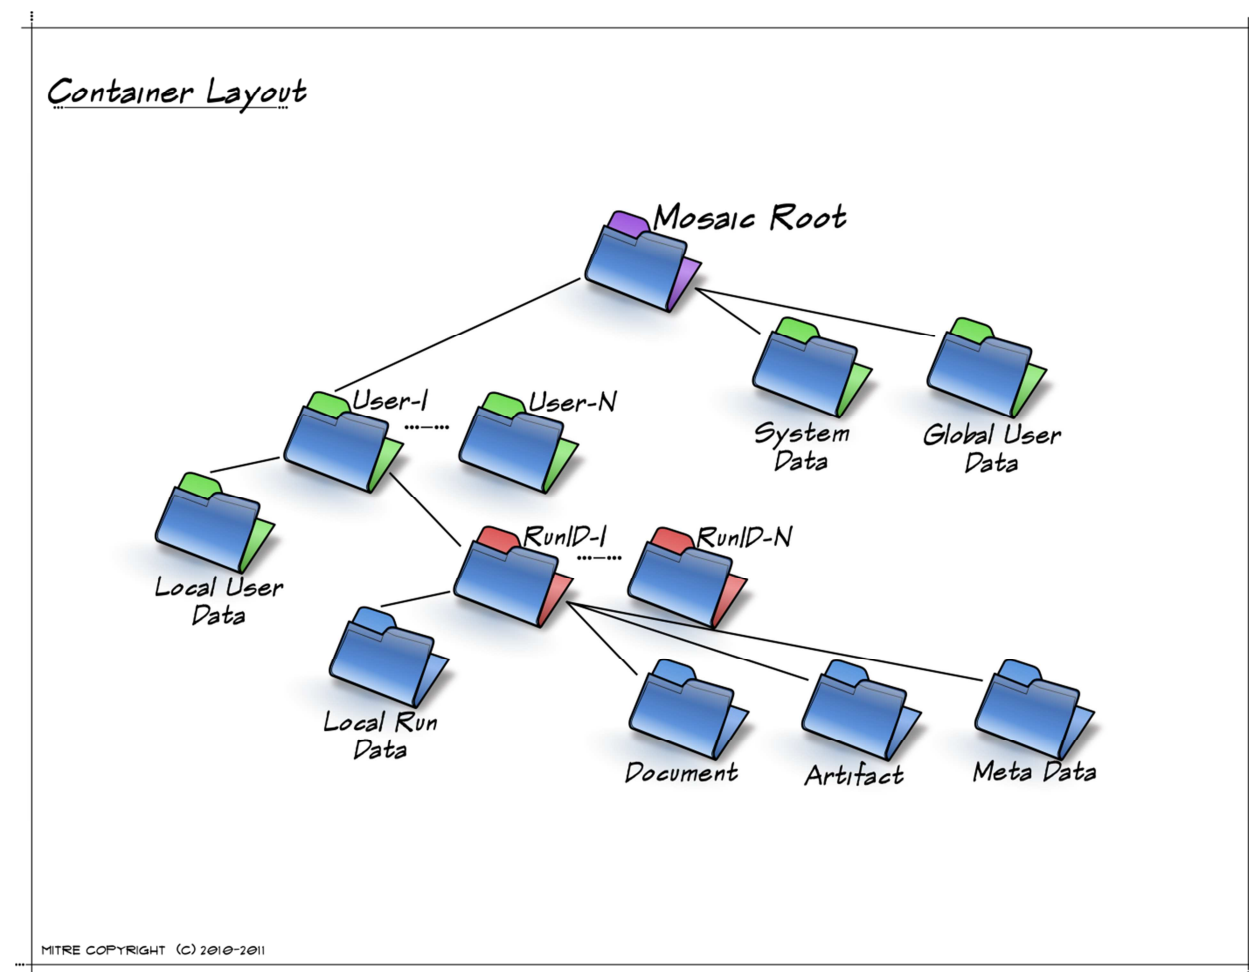 Container Layout
Mosaic Root
System
Data
Global User
Data
User-1
User-N
Local User
Data
RunID-1
RunID-N
Local Run
Data
Document
Artifact
Meta Data
MITRE COPYRIGHT (C) 2010-2011